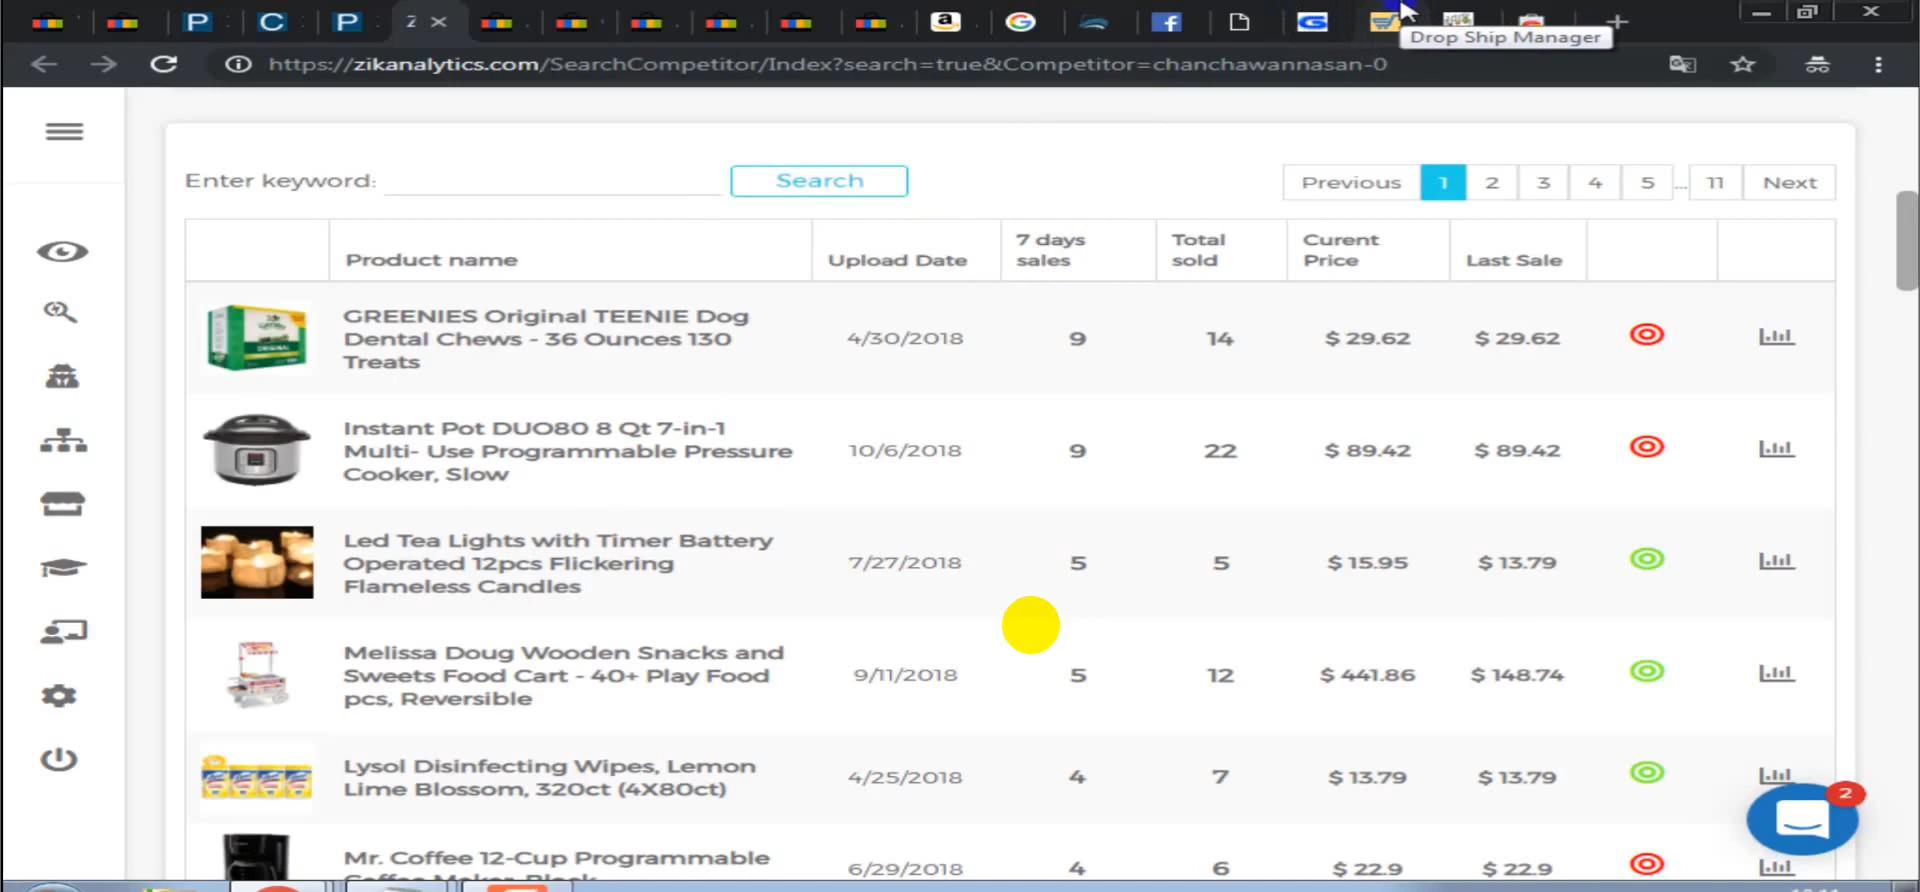 P C P Z a G f
Drop Ship Manager
https://zikanalytics.com/SearchCompetitor/Index?search=true&Competitor=chanchawannasan-0
Enter keyword: Search Previous 1 2 3 4 5 ... 11 Next
Product name Upload Date 7 days sales Total sold Curent Price Last Sale
GREENIES Original TEENIE Dog
Dental Chews - 36 Ounces 130
Treats
4/30/2018 9 14 $ 29.62 $ 29.62
Instant Pot DUO80 8 Qt 7-in-1
Multi- Use Programmable Pressure
Cooker, Slow
10/6/2018 9 22 $ 89.42 $ 89.42
Led Tea Lights with Timer Battery
Operated 12pcs Flickering
Flameless Candles
7/27/2018 5 5 $ 15.95 $ 13.79
Melissa Doug Wooden Snacks and
Sweets Food Cart - 40+ Play Food
pcs, Reversible
9/11/2018 5 12 $ 441.86 $ 148.74
Lysol Disinfecting Wipes, Lemon
Lime Blossom, 320ct (4X80ct)
4/25/2018 4 7 $ 13.79 $ 13.79
2
Mr. Coffee 12-Cup Programmable
Coffee Maker, Black
6/29/2018 4 6 $ 22.9 $ 22.9